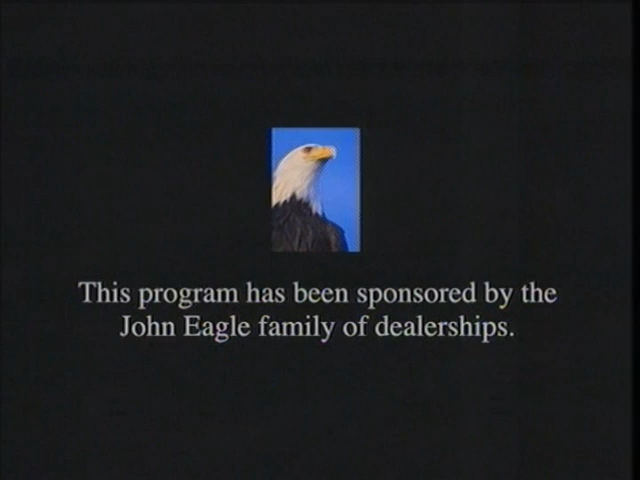 This program has been sponsored by the
John Eagle family of dealerships.